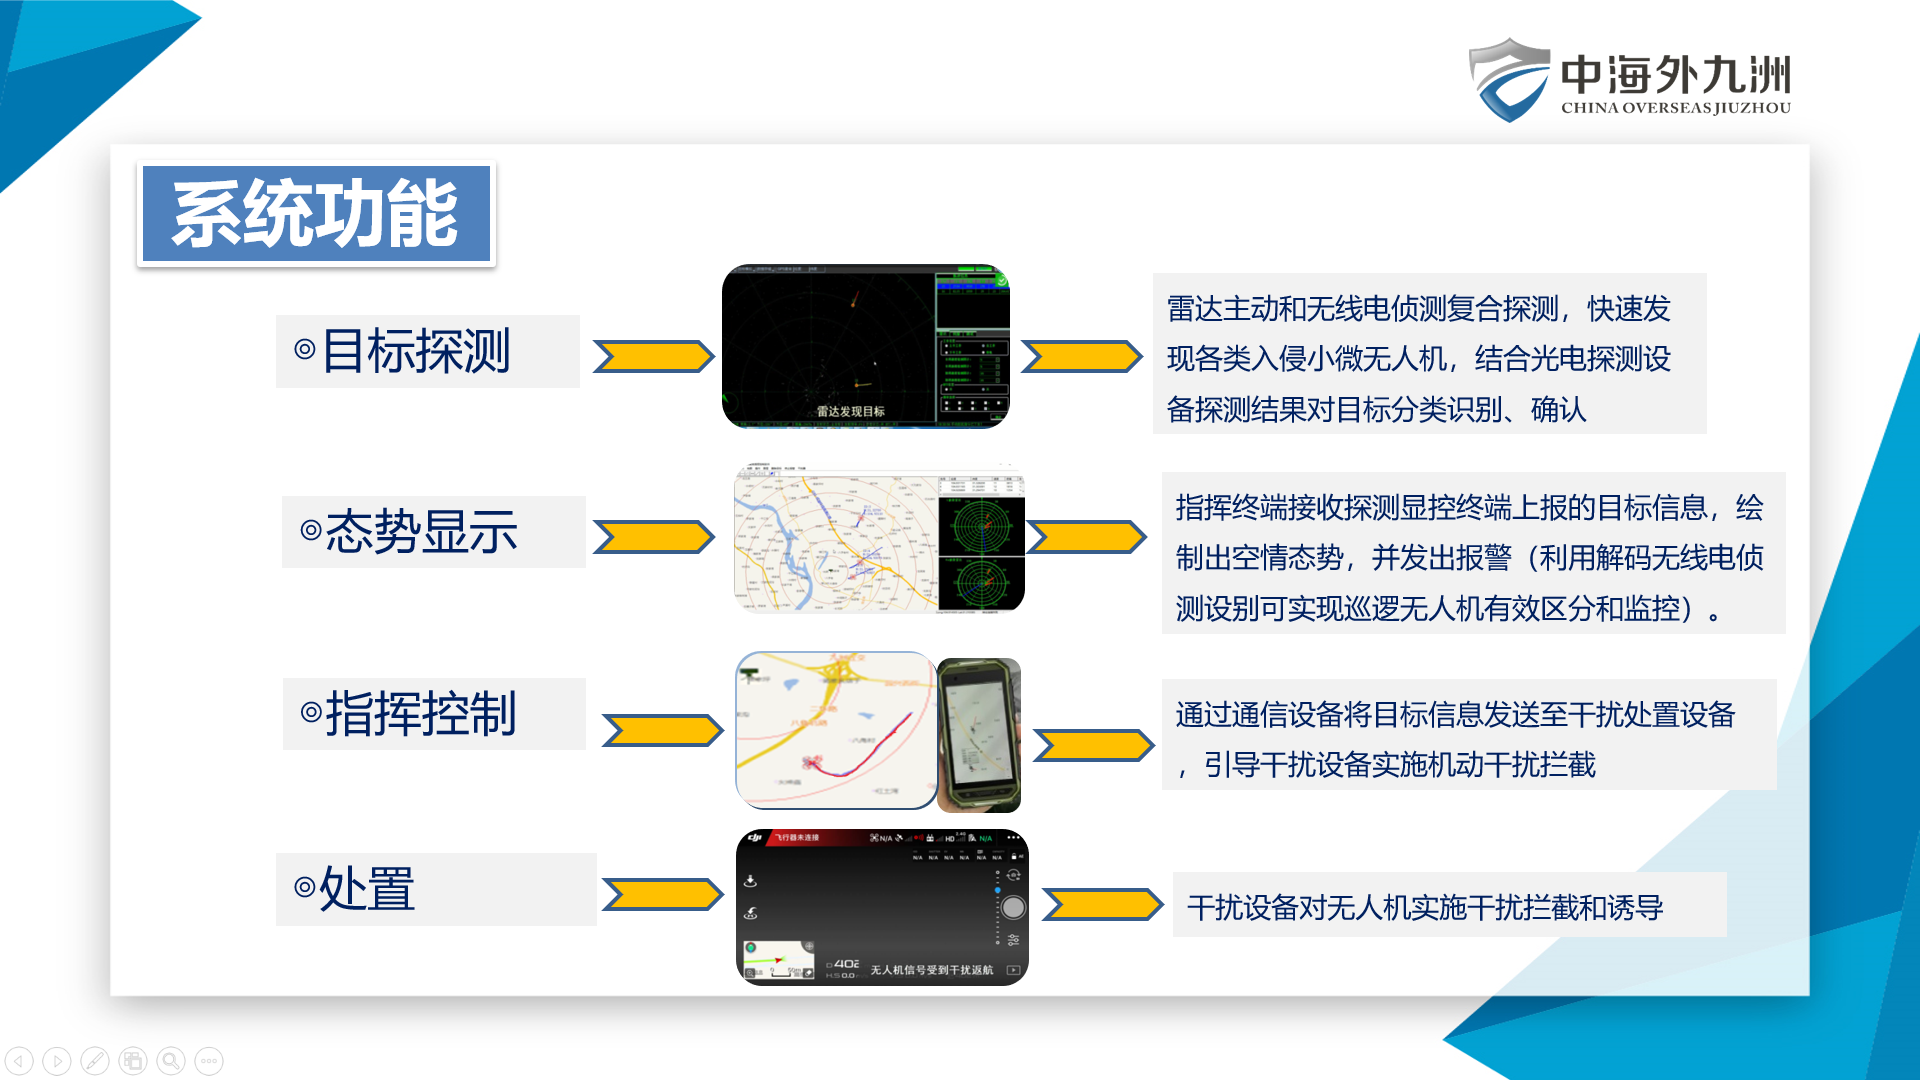 中海外九洲
CHINA OVERSEAS JIUZHOU
系统功能
◎目标探测
雷达发现目标
雷达主动和无线电侦测复合探测，快速发
现各类入侵小微无人机，结合光电探测设
备探测结果对目标分类识别、确认
◎态势显示
指挥终端接收探测显控终端上报的目标信息，绘
制出空情态势，并发出报警（利用解码无线电侦
测设别可实现巡逻无人机有效区分和监控）。
◎指挥控制
通过通信设备将目标信息发送至干扰处置设备
，引导干扰设备实施机动干扰拦截
◎处置
飞行器未连接
N/A
HD
N/A
N/A N/A N/A N/A N/A N/A
D 402
H.S 0.0
无人机信号受到干扰返航
干扰设备对无人机实施干扰拦截和诱导